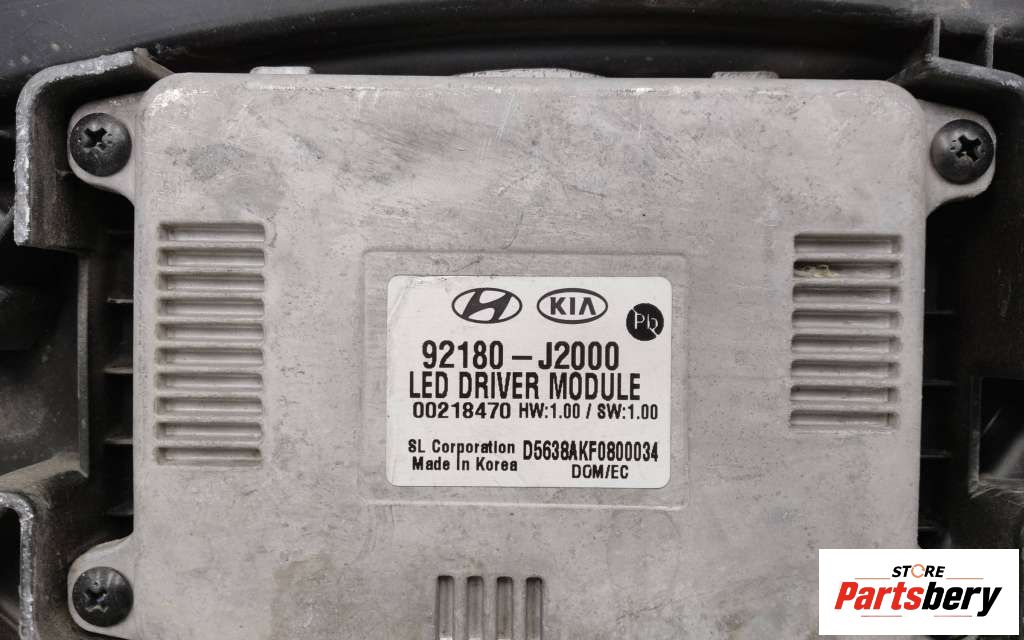 KIA
Pb
92180-J2000
LED DRIVER MODULE
00218470 HW:1.00 / SW:1.00
SL Corporation D5638AKF0800034
Made In Korea DOM/EC
STORE
Partsbery